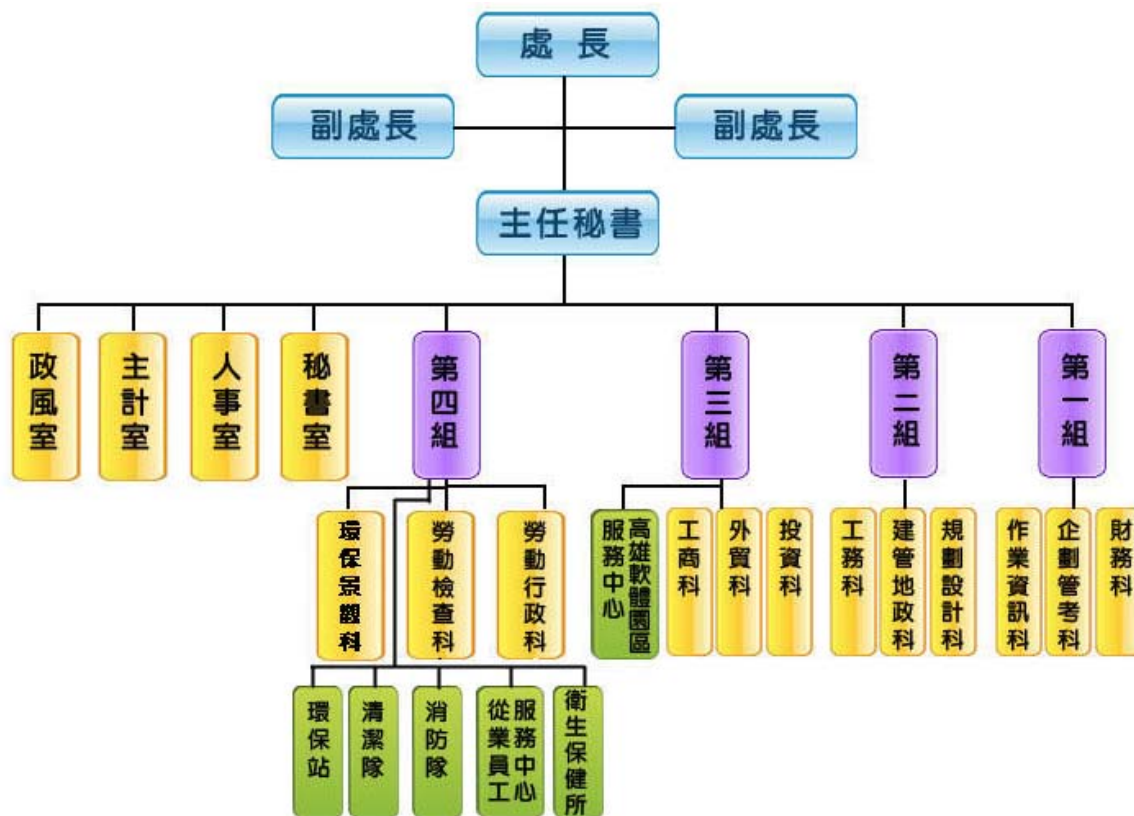 處 長
副處長
副處長
主任秘書
政風室
主計室
人事室
秘書室
第四組
第三組
第二組
第一組
環保景觀科
勞動檢查科
勞動行政科
高雄軟體園區
服務中心
工商科
外貿科
投資科
工務科
建管地政科
規劃設計科
作業資訊科
企劃管考科
財務科
環保站
清潔隊
消防隊
從業員工
服務中心
衛生保健所